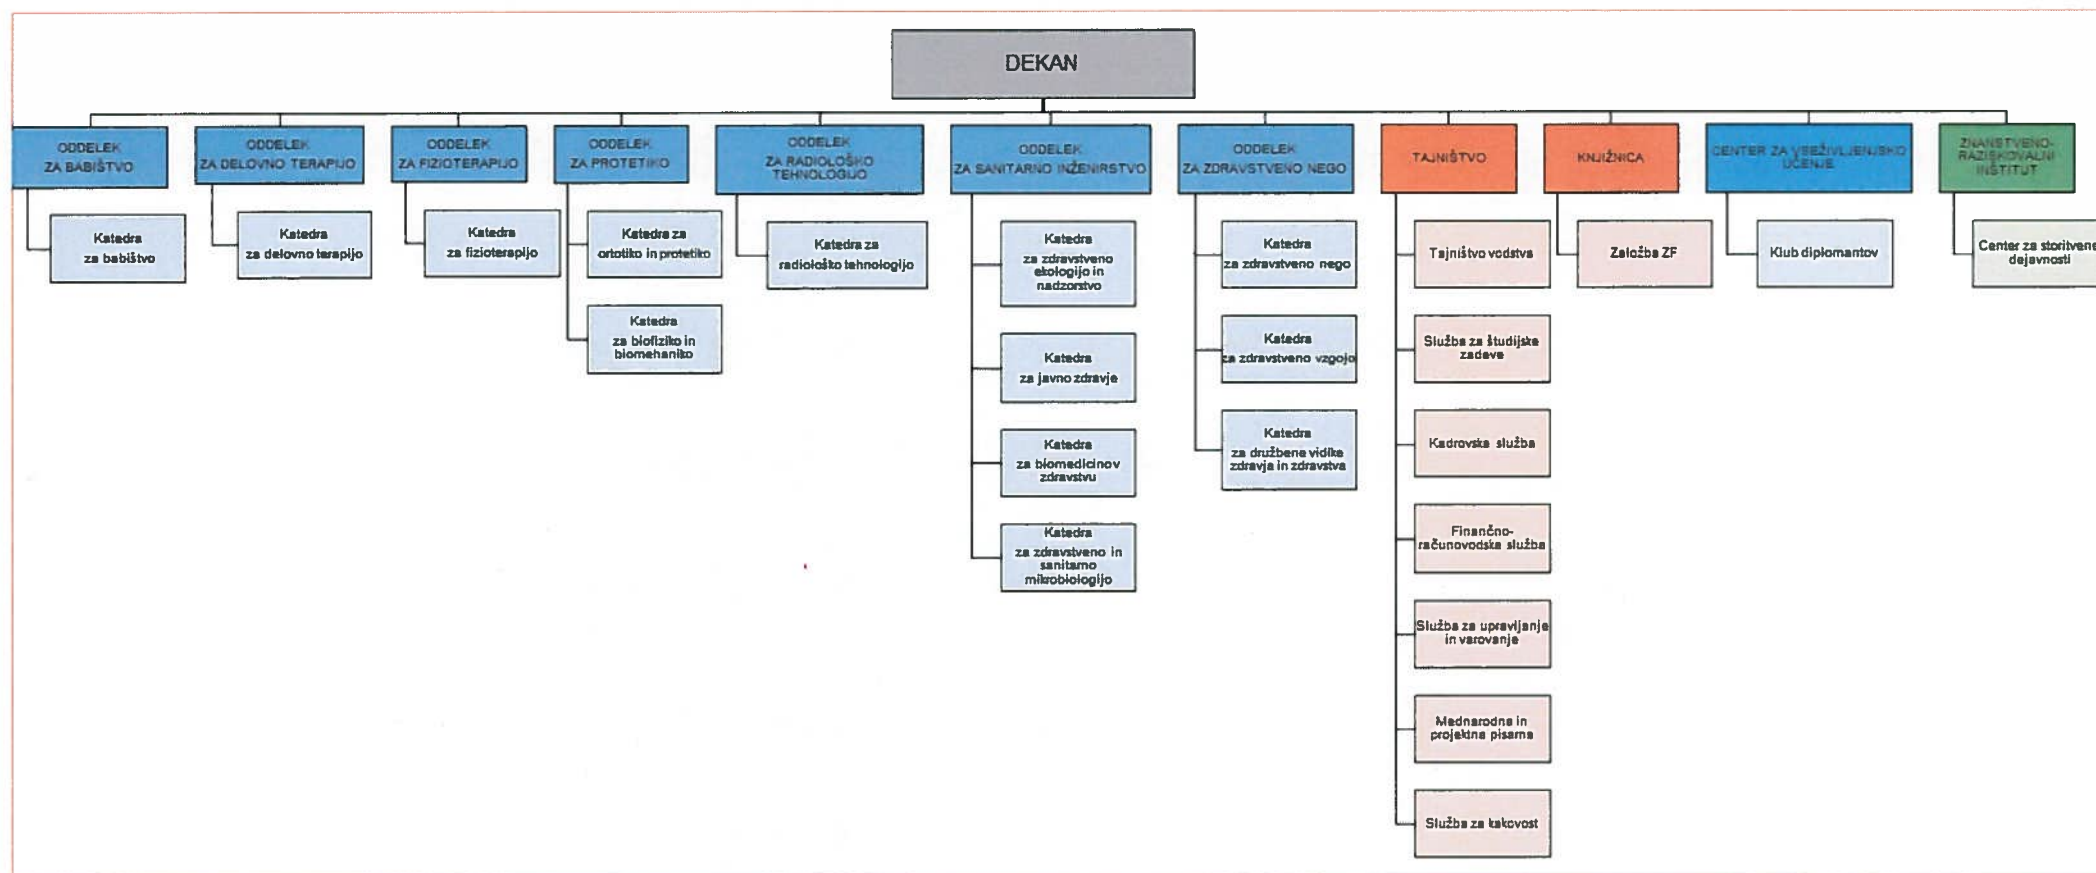 DEKAN
ODDELEK
ZA BABIŠTVO
ODDELEK
ZA DELOVNO TERAPIJO
ODDELEK
ZA FIZIOTERAPIJO
ODDELEK
ZA PROTETIKO
ODDELEK
ZA RADIOLOŠKO
TEHNOLOGIJO
ODDELEK
ZA SANITARNO INŽENIRSTVO
ODDELEK
ZA ZDRAVSTVENO NEGO
TAJNIŠTVO
KNJIŽNICA
CENTER ZA VSEŽIVLJENJSKO
UČENJE
ZNANSTVENO-
RAZISKOVALNI
INŠTITUT
Katedra
za babištvo
Katedra
za delovno terapijo
Katedra
za fizioterapijo
Katedra za
ortotiko in protetiko
Katedra
za biofiziko in
biomehaniko
Katedra za
radiološko tehnologijo
Katedra
za zdravstveno
ekologijo in
nadzorstvo
Katedra
za javno zdravje
Katedra
za biomedicino v
zdravstvu
Katedra
za zdravstveno in
sanitarno
mikrobiologijo
Katedra
za zdravstveno nego
Katedra
za zdravstveno vzgojo
Katedra
za družbene vidike
zdravja in zdravstva
Tajništvo vodstva
Služba za študijske
zadeve
Kadrovska služba
Finančno-
računovodska služba
Služba za upravljanje
in varovanje
Mednarodna in
projektna pisarna
Služba za kakovost
Založba ZF
Klub diplomantov
Center za storitvene
dejavnosti